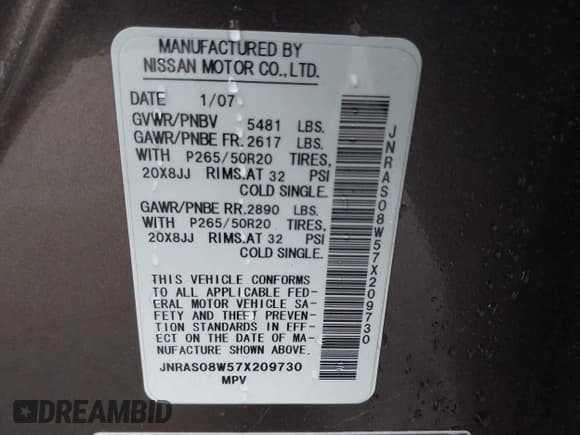 MANUFACTURED BY
NISSAN MOTOR CO.,LTD.
DATE 1/07
GVWR/PNBV 5481 LBS.
GAWR/PNBE FR.2617 LBS.
WITH P265/50R20 TIRES,
20X8JJ RIMS.AT 32 PSI
COLD SINGLE.
GAWR/PNBE RR.2890 LBS.
WITH P265/50R20 TIRES,
20X8JJ RIMS.AT 32 PSI
COLD SINGLE.
THIS VEHICLE CONFORMS
TO ALL APPLICABLE FED-
ERAL MOTOR VEHICLE SA-
FETY AND THEFT PREVEN-
TION STANDARDS IN EFF-
ECT ON THE DATE OF MA-
NUFACTURE SHOWN ABOVE.
JNRAS08W57X209730
MPV
JNRAS08W57X209730
DREAMBID